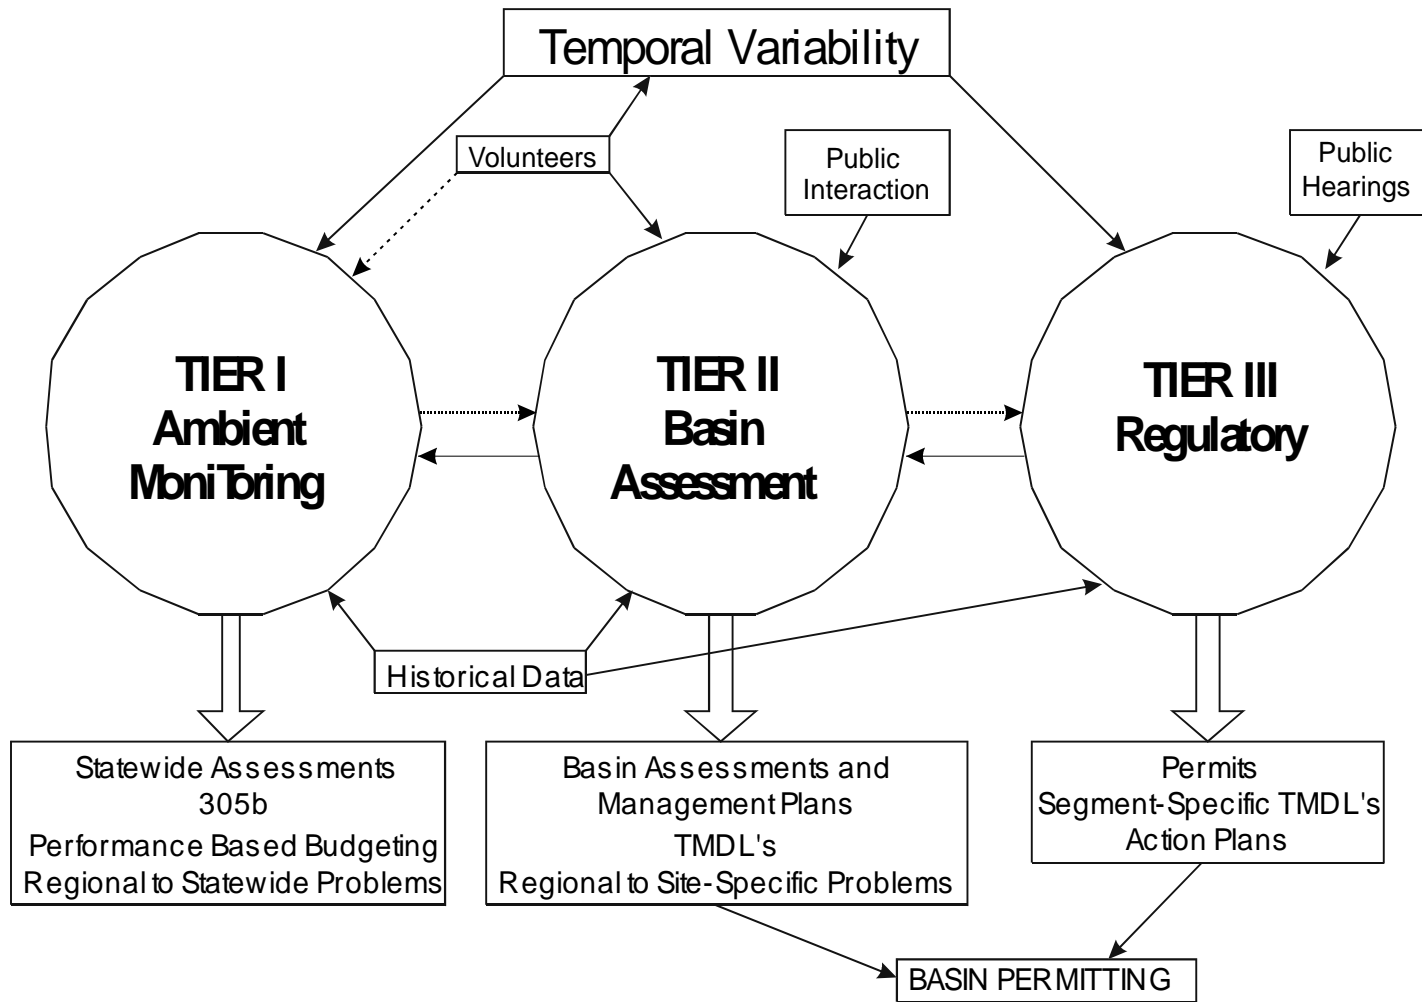 Temporal Variability
Volunteers
Public
Interaction
Public
Hearings
TIER I
Ambient
MoniToring
TIER II
Basin
Assessment
TIER III
Regulatory
Historical Data
Statewide Assessments
305b
Performance Based Budgeting
Regional to Statewide Problems
Basin Assessments and
Management Plans
TMDL's
Regional to Site-Specific Problems
Permits
Segment-Specific TMDL's
Action Plans
BASIN PERMITTING